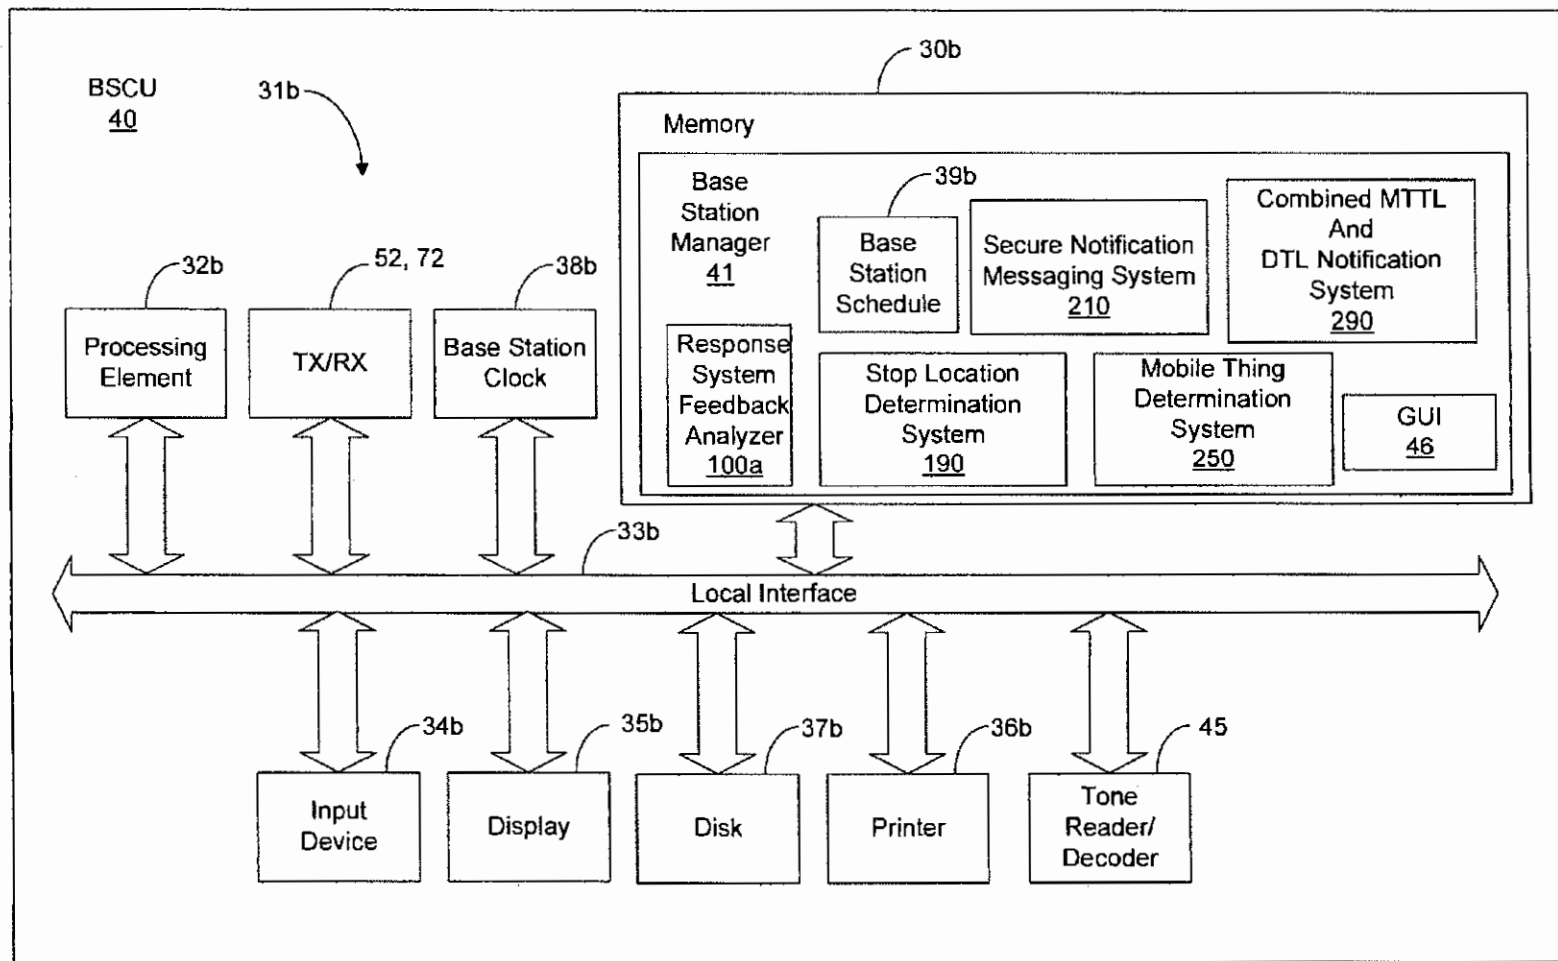 30b
BSCU
40
31b
Memory
Base
Station
Manager
41
39b
Base
Station
Schedule
Secure Notification
Messaging System
210
Combined MTTL
And
DTL Notification
System
290
32b
52, 72
38b
Processing
Element
TX/RX
Base Station
Clock
Response
System
Feedback
Analyzer
100a
Stop Location
Determination
System
190
Mobile Thing
Determination
System
250
GUI
46
33b
Local Interface
34b
35b
37b
36b
45
Input
Device
Display
Disk
Printer
Tone
Reader/
Decoder